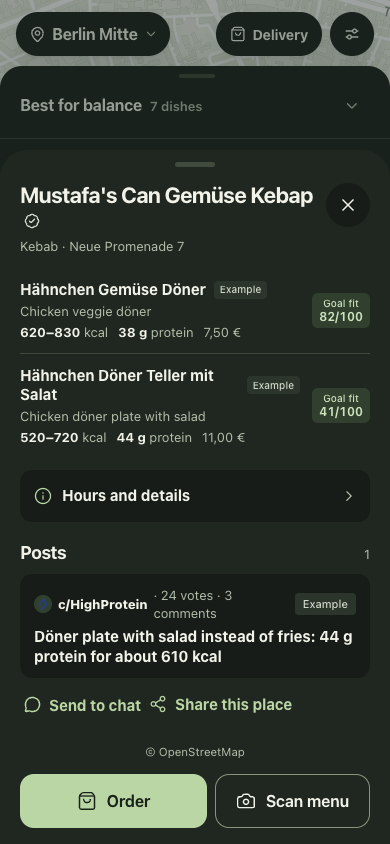 Berlin Mitte
Delivery
Best for balance 7 dishes
Mustafa's Can Gemüse Kebap
Kebab · Neue Promenade 7
Hähnchen Gemüse Döner Example
Chicken veggie döner
620–830 kcal 38 g protein 7,50 €
Goal fit
82/100
Hähnchen Döner Teller mit
Salat
Example
Chicken döner plate with salad
520–720 kcal 44 g protein 11,00 €
Goal fit
41/100
Hours and details
Posts 1
c/HighProtein · 24 votes · 3
comments
Example
Döner plate with salad instead of fries: 44 g
protein for about 610 kcal
Send to chat Share this place
© OpenStreetMap
Order Scan menu